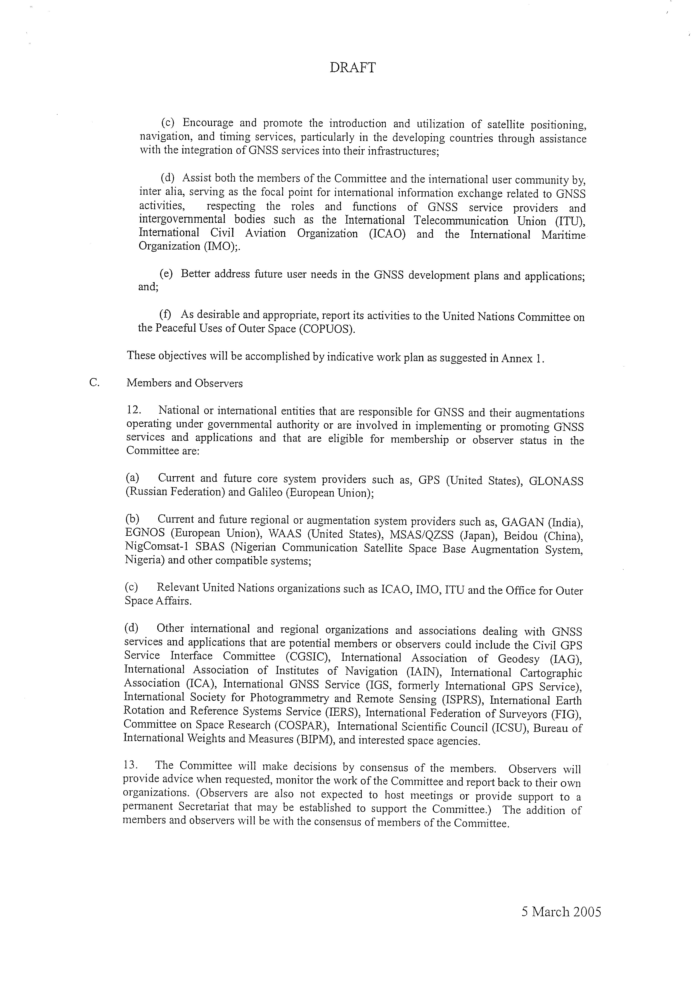 DRAFT
(c) Encourage and promote the introduction and utilization of satellite positioning,
navigation, and timing services, particularly in the developing countries through assistance
with the integration of GNSS services into their infrastructures;
(d) Assist both the members of the Committee and the international user community by,
inter alia, serving as the focal point for international information exchange related to GNSS
activities, respecting the roles and functions of GNSS service providers and
intergovernmental bodies such as the International Telecommunication Union (ITU),
International Civil Aviation Organization (ICAO) and the International Maritime
Organization (IMO);.
(e) Better address future user needs in the GNSS development plans and applications;
and;
(f) As desirable and appropriate, report its activities to the United Nations Committee on
the Peaceful Uses of Outer Space (COPUOS).
These objectives will be accomplished by indicative work plan as suggested in Annex 1.
C. Members and Observers
12. National or international entities that are responsible for GNSS and their augmentations
operating under governmental authority or are involved in implementing or promoting GNSS
services and applications and that are eligible for membership or observer status in the
Committee are:
(a) Current and future core system providers such as, GPS (United States), GLONASS
(Russian Federation) and Galileo (European Union);
(b) Current and future regional or augmentation system providers such as, GAGAN (India),
EGNOS (European Union), WAAS (United States), MSAS/QZSS (Japan), Beidou (China),
NigComsat-1 SBAS (Nigerian Communication Satellite Space Base Augmentation System,
Nigeria) and other compatible systems;
(c) Relevant United Nations organizations such as ICAO, IMO, ITU and the Office for Outer
Space Affairs.
(d) Other international and regional organizations and associations dealing with GNSS
services and applications that are potential members or observers could include the Civil GPS
Service Interface Committee (CGSIC), International Association of Geodesy (IAG),
International Association of Institutes of Navigation (IAIN), International Cartographic
Association (ICA), International GNSS Service (IGS, formerly International GPS Service),
International Society for Photogrammetry and Remote Sensing (ISPRS), International Earth
Rotation and Reference Systems Service (IERS), International Federation of Surveyors (FIG),
Committee on Space Research (COSPAR), International Scientific Council (ICSU), Bureau of
International Weights and Measures (BIPM), and interested space agencies.
13. The Committee will make decisions by consensus of the members. Observers will
provide advice when requested, monitor the work of the Committee and report back to their own
organizations. (Observers are also not expected to host meetings or provide support to a
permanent Secretariat that may be established to support the Committee.) The addition of
members and observers will be with the consensus of members of the Committee.
5 March 2005